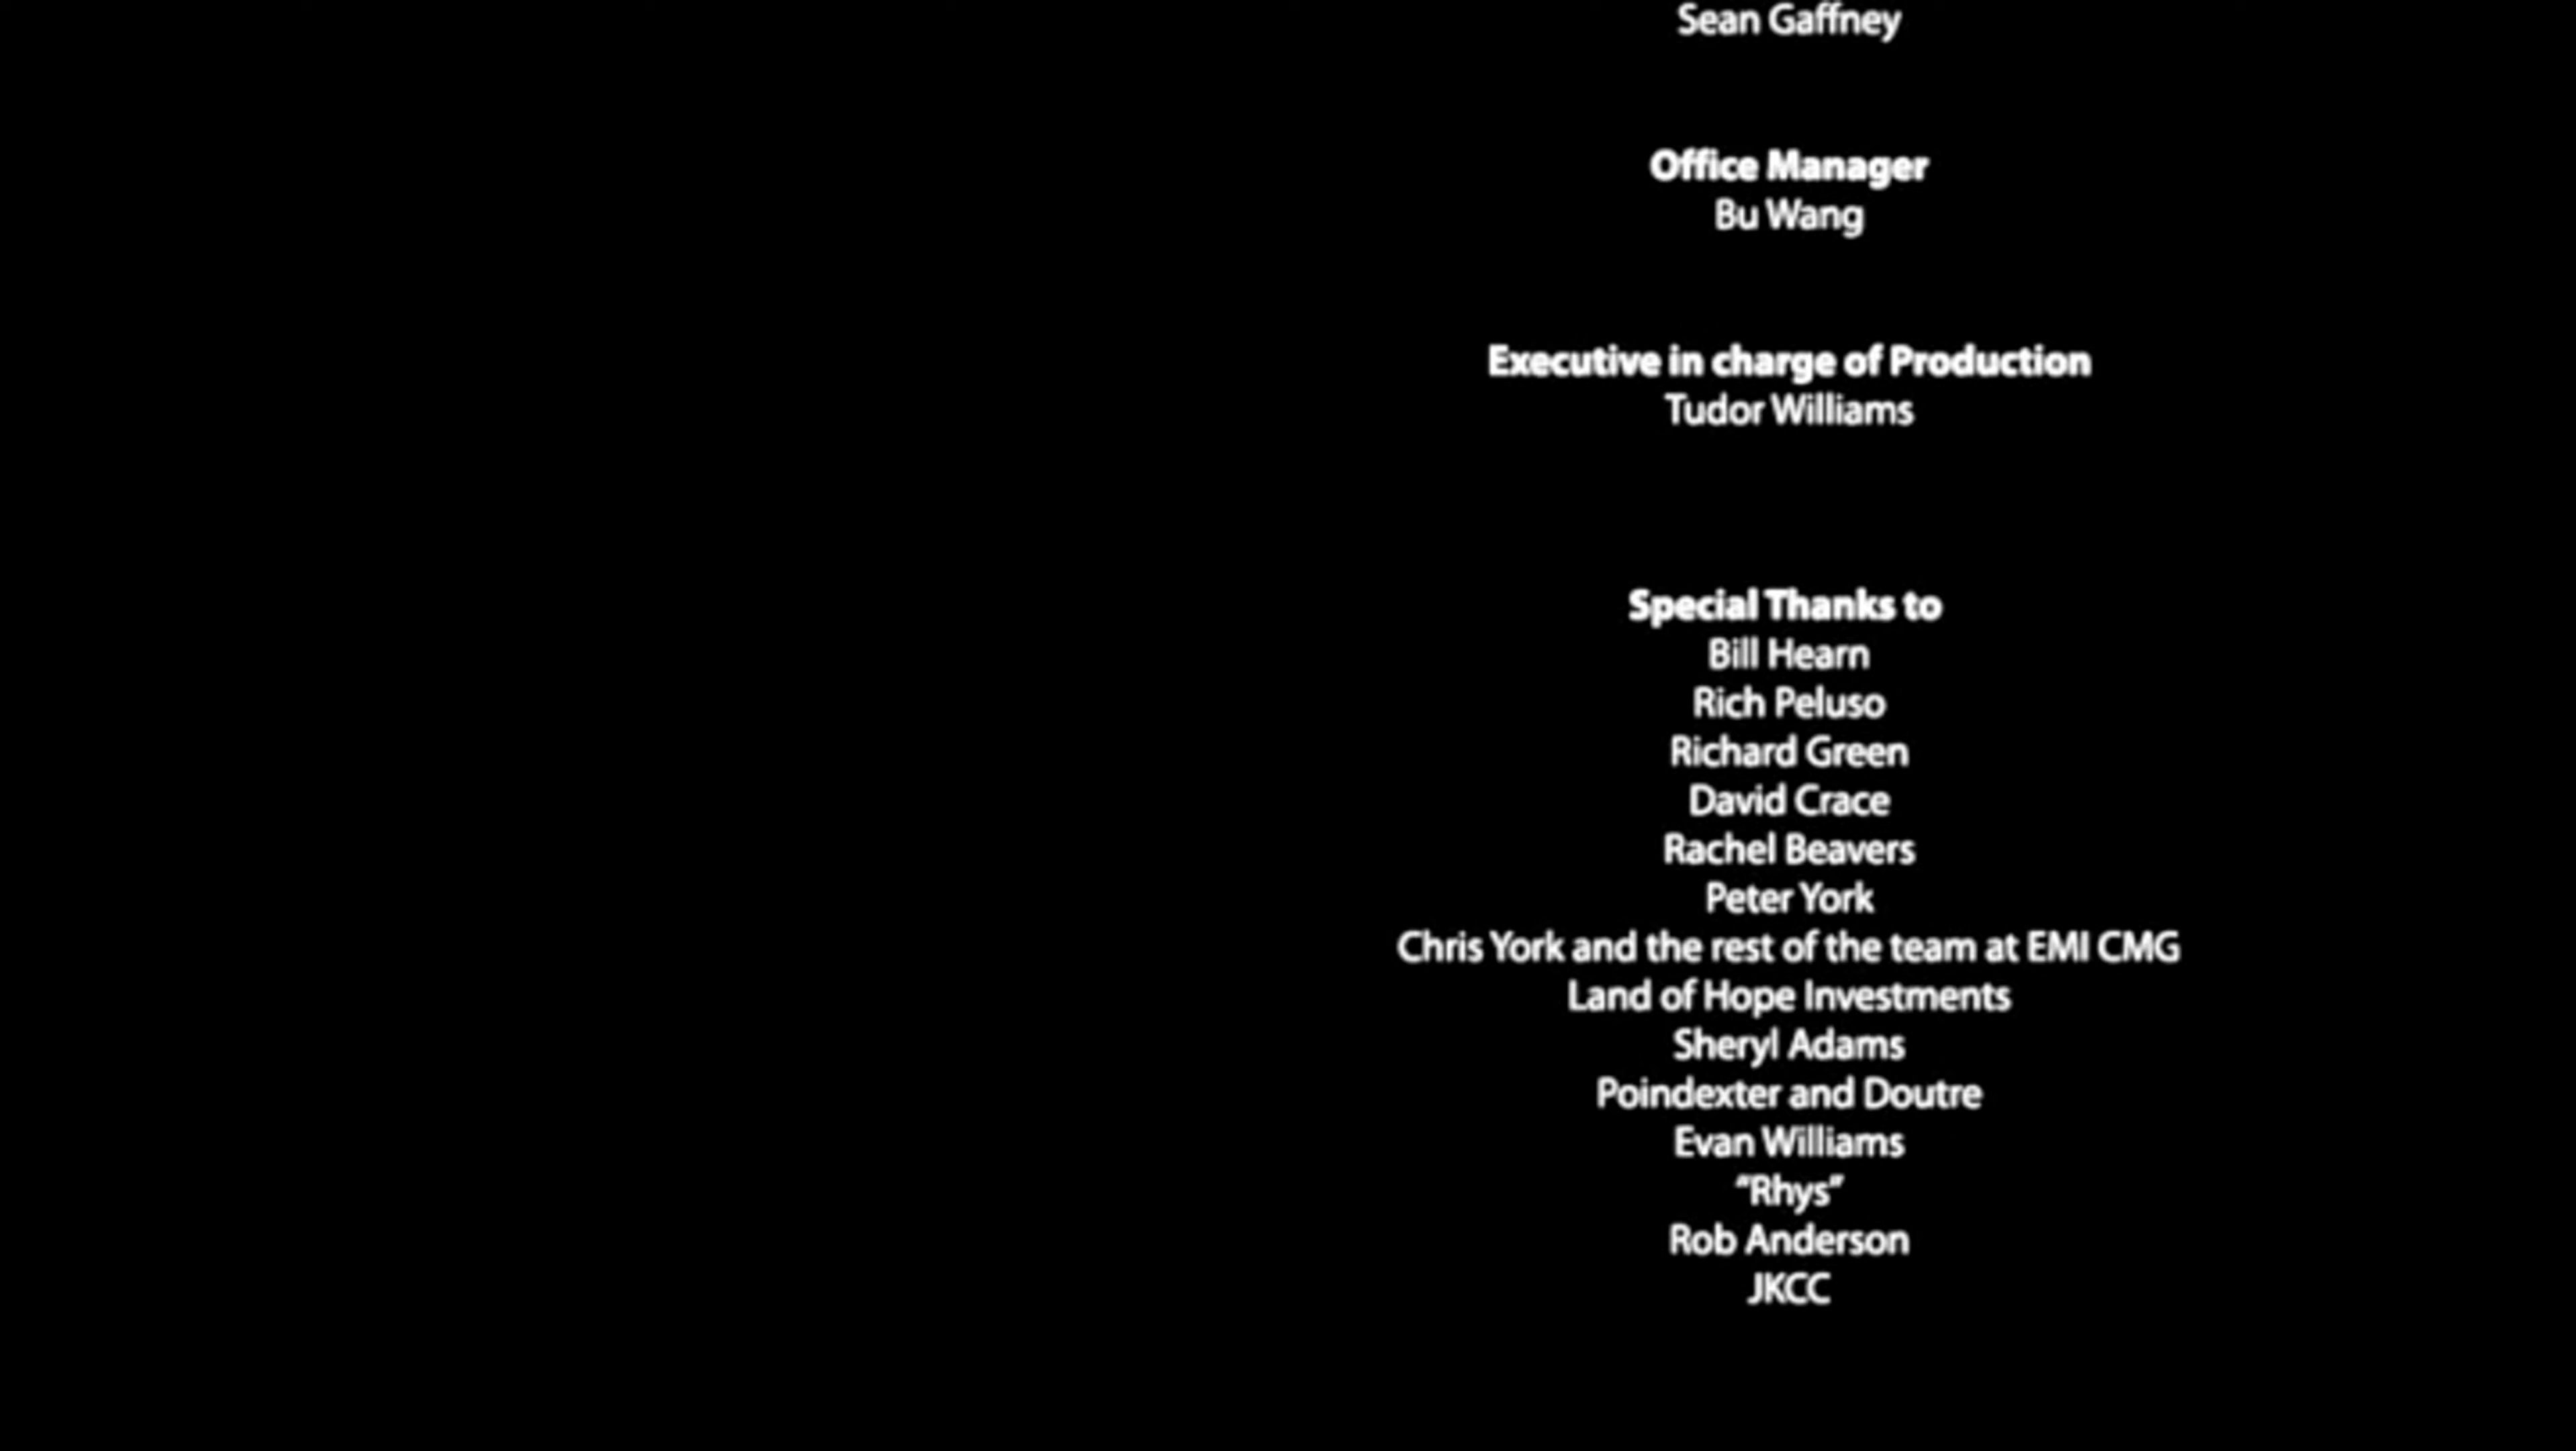 Sean Gaffney
Office Manager
Bu Wang
Executive in charge of Production
Tudor Williams
Special Thanks to
Bill Hearn
Rich Peluso
Richard Green
David Crace
Rachel Beavers
Peter York
Chris York and the rest of the team at EMI CMG
Land of Hope Investments
Sheryl Adams
Poindexter and Doutre
Evan Williams
“Rhys”
Rob Anderson
JKCC